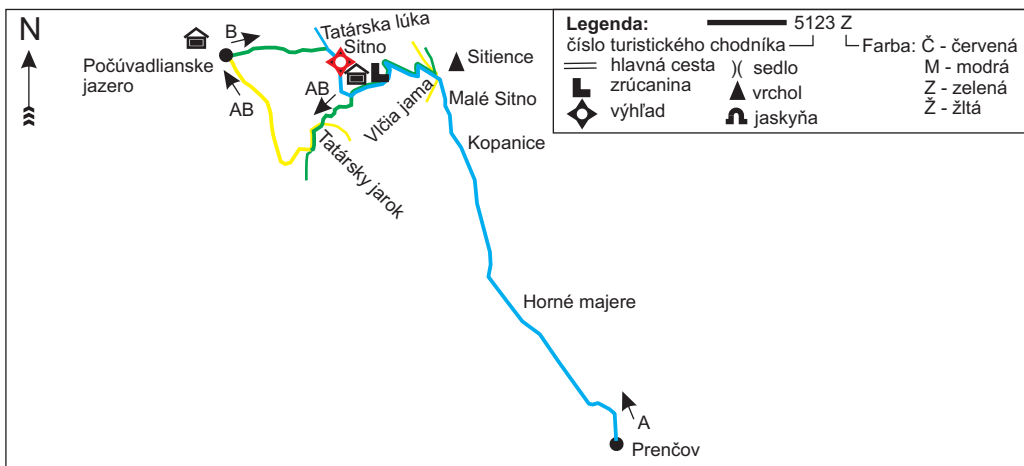 N
B
Tatárska lúka
Sitno
Počúvadlianske
jazero
AB
AB
Vlčia jama
Sitience
Malé Sitno
Kopanice
Tatársky jarok
Horné majere
A
Prenčov
Legenda:
5123 Z
číslo turistického chodníka
Farba: Č - červená
hlavná cesta
)( sedlo
M - modrá
zrúcanina
vrchol
Z - zelená
výhľad
jaskyňa
Ž - žltá